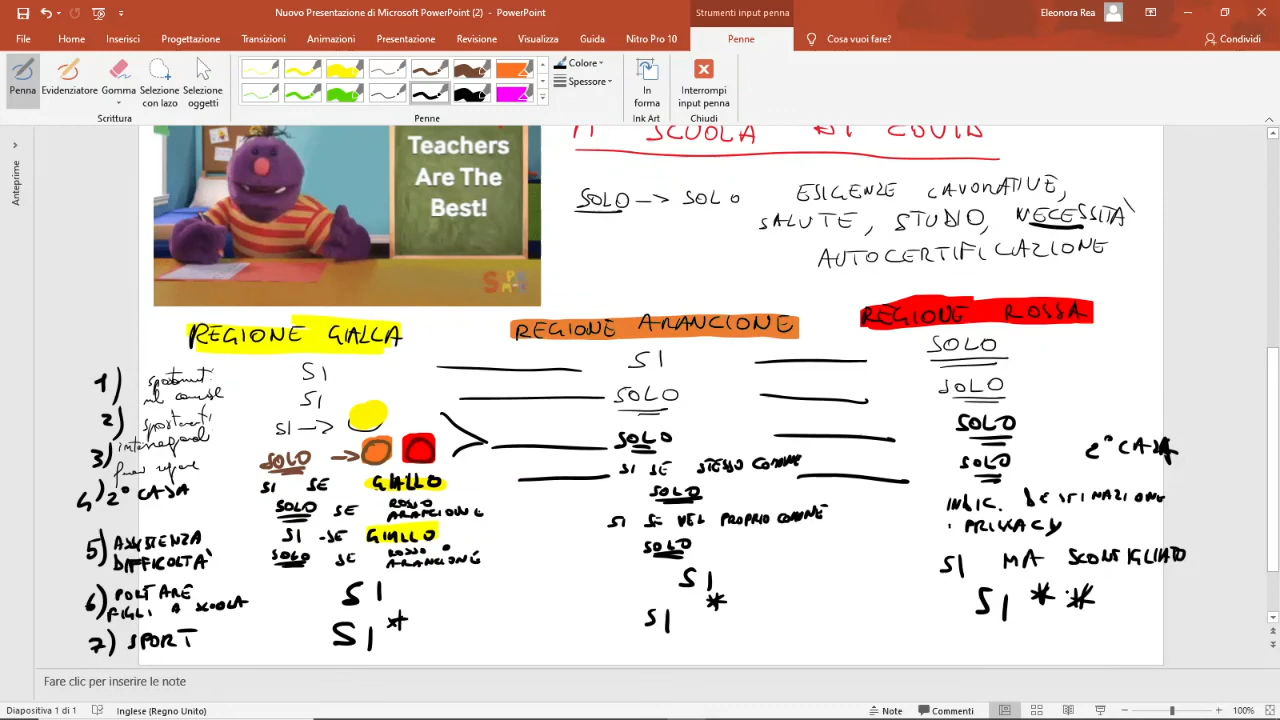 Nuovo Presentazione di Microsoft PowerPoint (2) - PowerPoint
Strumenti input penna
Eleonora Rea
File Home Inserisci Progettazione Transizioni Animazioni Presentazione Revisione Visualizza Guida Nitro Pro 10 Penne Cosa vuoi fare? Condividi
Penna Evidenziatore Gomma Selezione con lazo Selezione oggetti
Colore
Spessore
In forma
Interrompi input penna
Scrittura Penne Ink Art Chiudi
Anteprime
Teachers
Are The
Best!
A SCUOLA DI COVID
SOLO → SOLO ESIGENZE LAVORATIVE,
SALUTE, STUDIO, NECESSITA'
AUTOCERTIFICAZIONE
REGIONE GIALLA REGIONE ARANCIONE REGIONE ROSSA
1) SI SI SOLO
2) SI SOLO SOLO
3) interregionali SI → SOLO SOLO
fuori regione SOLO → SI SE STESSO COMUNE SOLO 2° CASA
4) 2° CASA SI SE GIALLO SOLO INDIC. DESTINAZIONE
SOLO SE ROSSO ARANCIONE SI SE NEL PROPRIO COMUNE PRIVACY
5) ASSISTENZA DIFFICOLTA' SI SE GIALLO SOLO
SOLO SE ROSSO O ARANCIONE SI MA SCONSIGLIATO
6) PORTARE FIGLI A SCUOLA SI SI SI * *
7) SPORT SI * SI *
Fare clic per inserire le note
Diapositiva 1 di 1 Inglese (Regno Unito) Note Commenti 100%